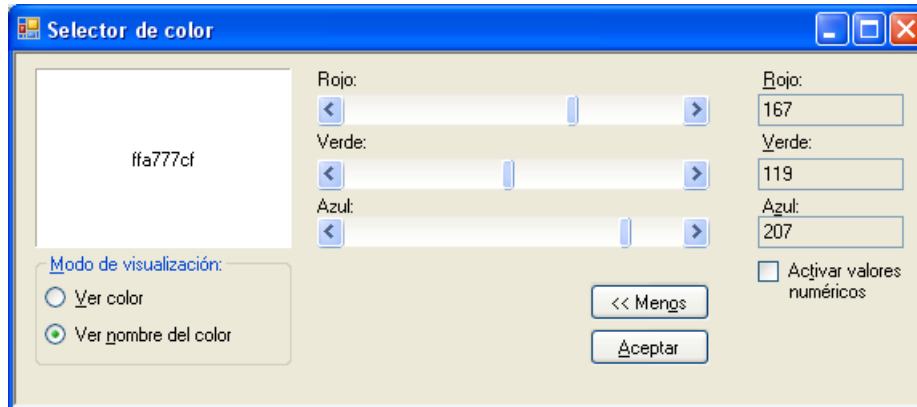 Selector de color
ffa777cf
Modo de visualización:
Ver color
Ver nombre del color
Rojo:
Verde:
Azul:
<< Menos
Aceptar
Rojo:
167
Verde:
119
Azul:
207
Activar valores
numéricos